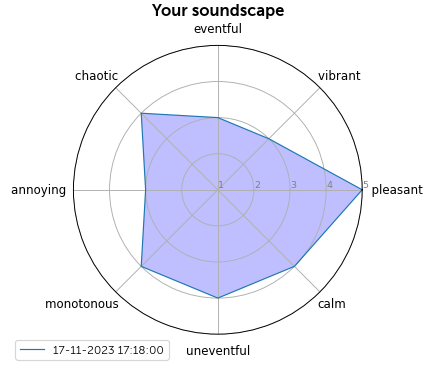 Your soundscape
eventful
chaotic
vibrant
annoying
1 2 3 4 5
pleasant
monotonous
calm
uneventful
17-11-2023 17:18:00